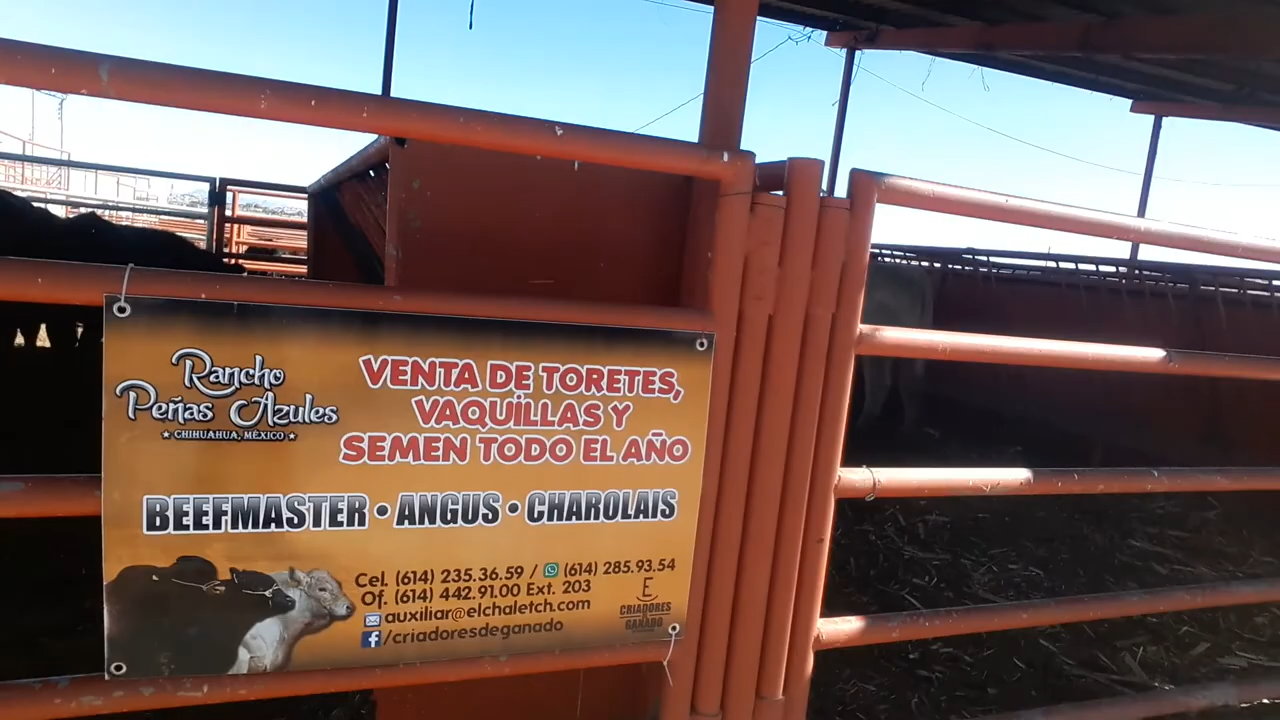 Rancho
Peñas Azules
★ CHIHUAHUA, MÉXICO ★
VENTA DE TORETES,
VAQUILLAS Y
SEMEN TODO EL AÑO
BEEFMASTER • ANGUS • CHAROLAIS
Cel. (614) 235.36.59 / (614) 285.93.54
Of. (614) 442.91.00 Ext. 203
auxiliar@elchaletch.com
/criadoresdeganado
E
CRIADORES
GANADO